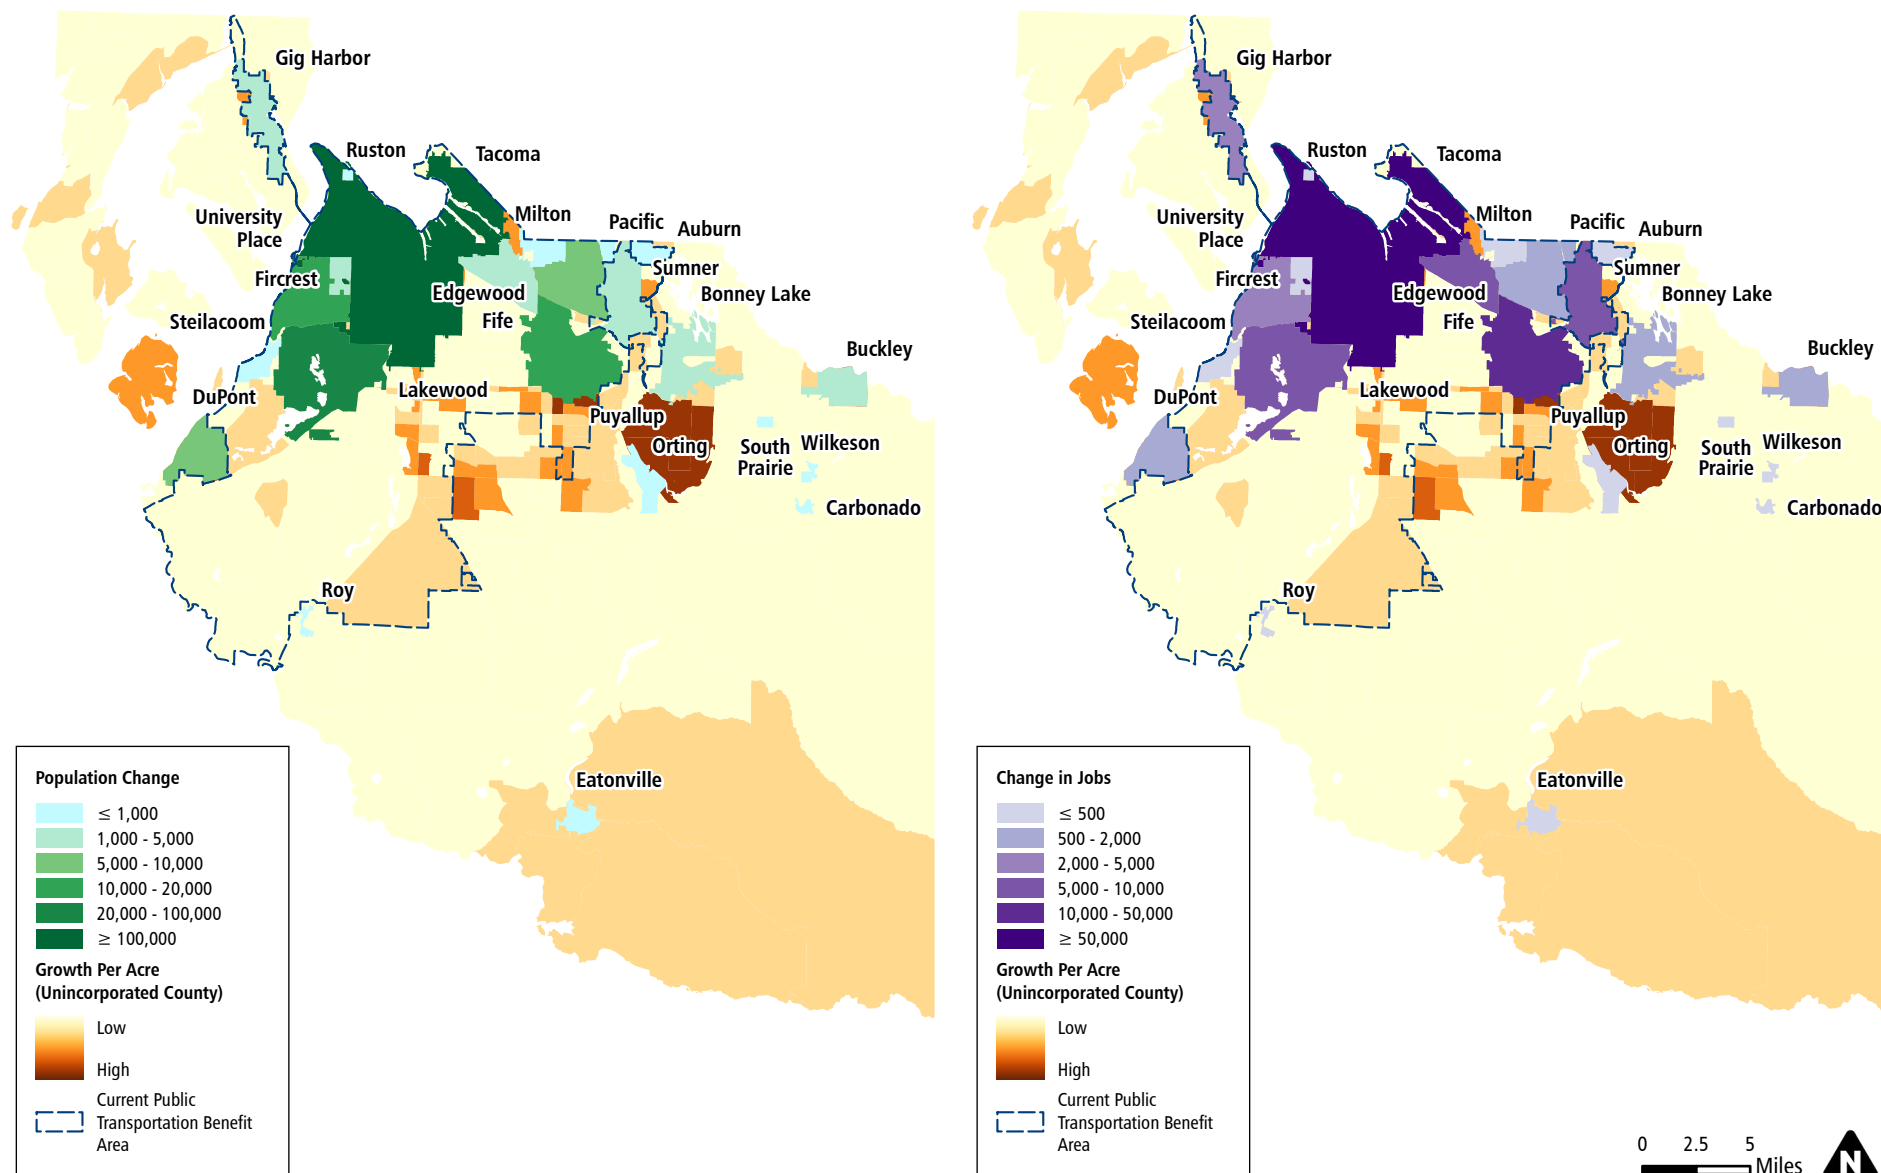 Gig Harbor
Ruston
Tacoma
University
Place
Milton
Pacific
Auburn
Fircrest
Edgewood
Sumner
Bonney Lake
Steilacoom
Fife
Buckley
DuPont
Lakewood
Puyallup
Orting
South
Prairie
Wilkeson
Carbonado
Roy
Eatonville
Population Change
≤ 1,000
1,000 - 5,000
5,000 - 10,000
10,000 - 20,000
20,000 - 100,000
≥ 100,000
Growth Per Acre
(Unincorporated County)
Low
High
Current Public
Transportation Benefit
Area
Gig Harbor
Ruston
Tacoma
University
Place
Milton
Pacific
Auburn
Fircrest
Edgewood
Sumner
Bonney Lake
Steilacoom
Fife
Buckley
DuPont
Lakewood
Puyallup
Orting
South
Prairie
Wilkeson
Carbonado
Roy
Eatonville
Change in Jobs
≤ 500
500 - 2,000
2,000 - 5,000
5,000 - 10,000
10,000 - 50,000
≥ 50,000
Growth Per Acre
(Unincorporated County)
Low
High
Current Public
Transportation Benefit
Area
0 2.5 5
Miles
N